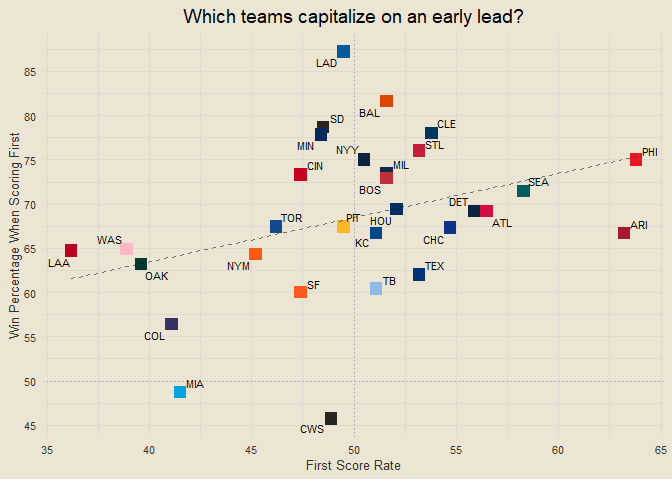 Which teams capitalize on an early lead?
LAD
BAL
SD
CLE
MIN
NYY
STL
CIN
MIL
PHI
BOS
SEA
DET
TOR
PIT
HOU
ATL
ARI
KC
CHC
WAS
LAA
OAK
NYM
TEX
SF
TB
COL
MIA
CWS
Win Percentage When Scoring First
85
80
75
70
65
60
55
50
45
35 40 45 50 55 60 65
First Score Rate